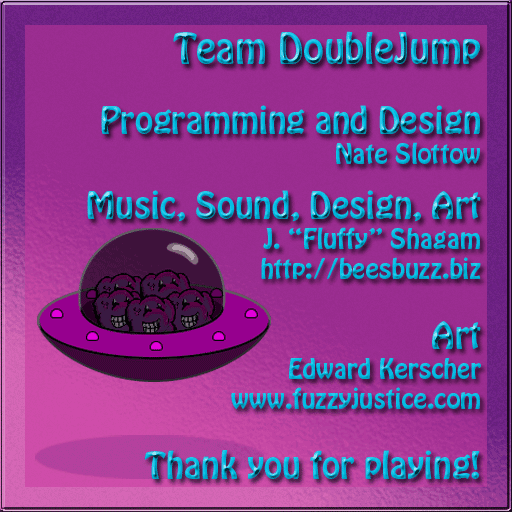 Team DoubleJump
Programming and Design
Nate Slottow
Music, Sound, Design, Art
J. “Fluffy” Shagam
http://beesbuzz.biz
Art
Edward Kerscher
www.fuzzyjustice.com
Thank you for playing!